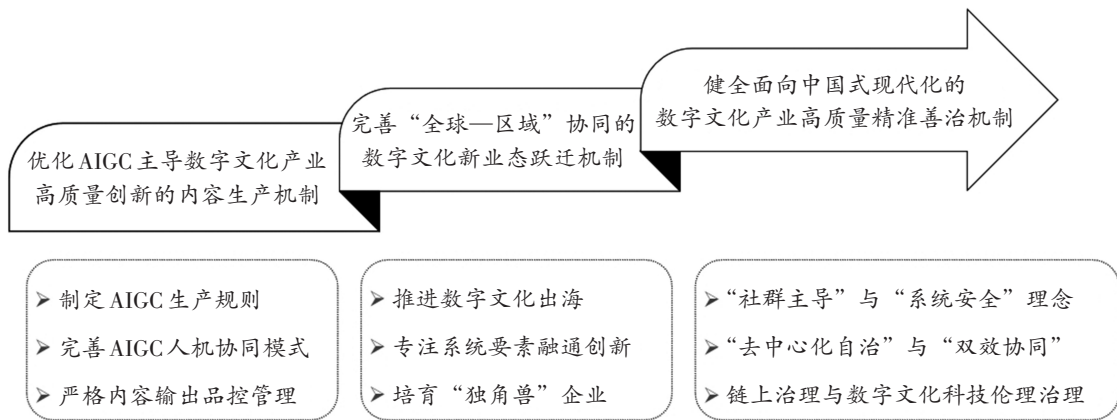 健全面向中国式现代化的
数字文化产业高质量精准善治机制
完善“全球—区域”协同的
数字文化新业态跃迁机制
优化AIGC主导数字文化产业
高质量创新的内容生产机制
制定AIGC生产规则
完善AIGC人机协同模式
严格内容输出品控管理
推进数字文化出海
专注系统要素融通创新
培育“独角兽”企业
“社群主导”与“系统安全”理念
“去中心化自治”与“双效协同”
链上治理与数字文化科技伦理治理